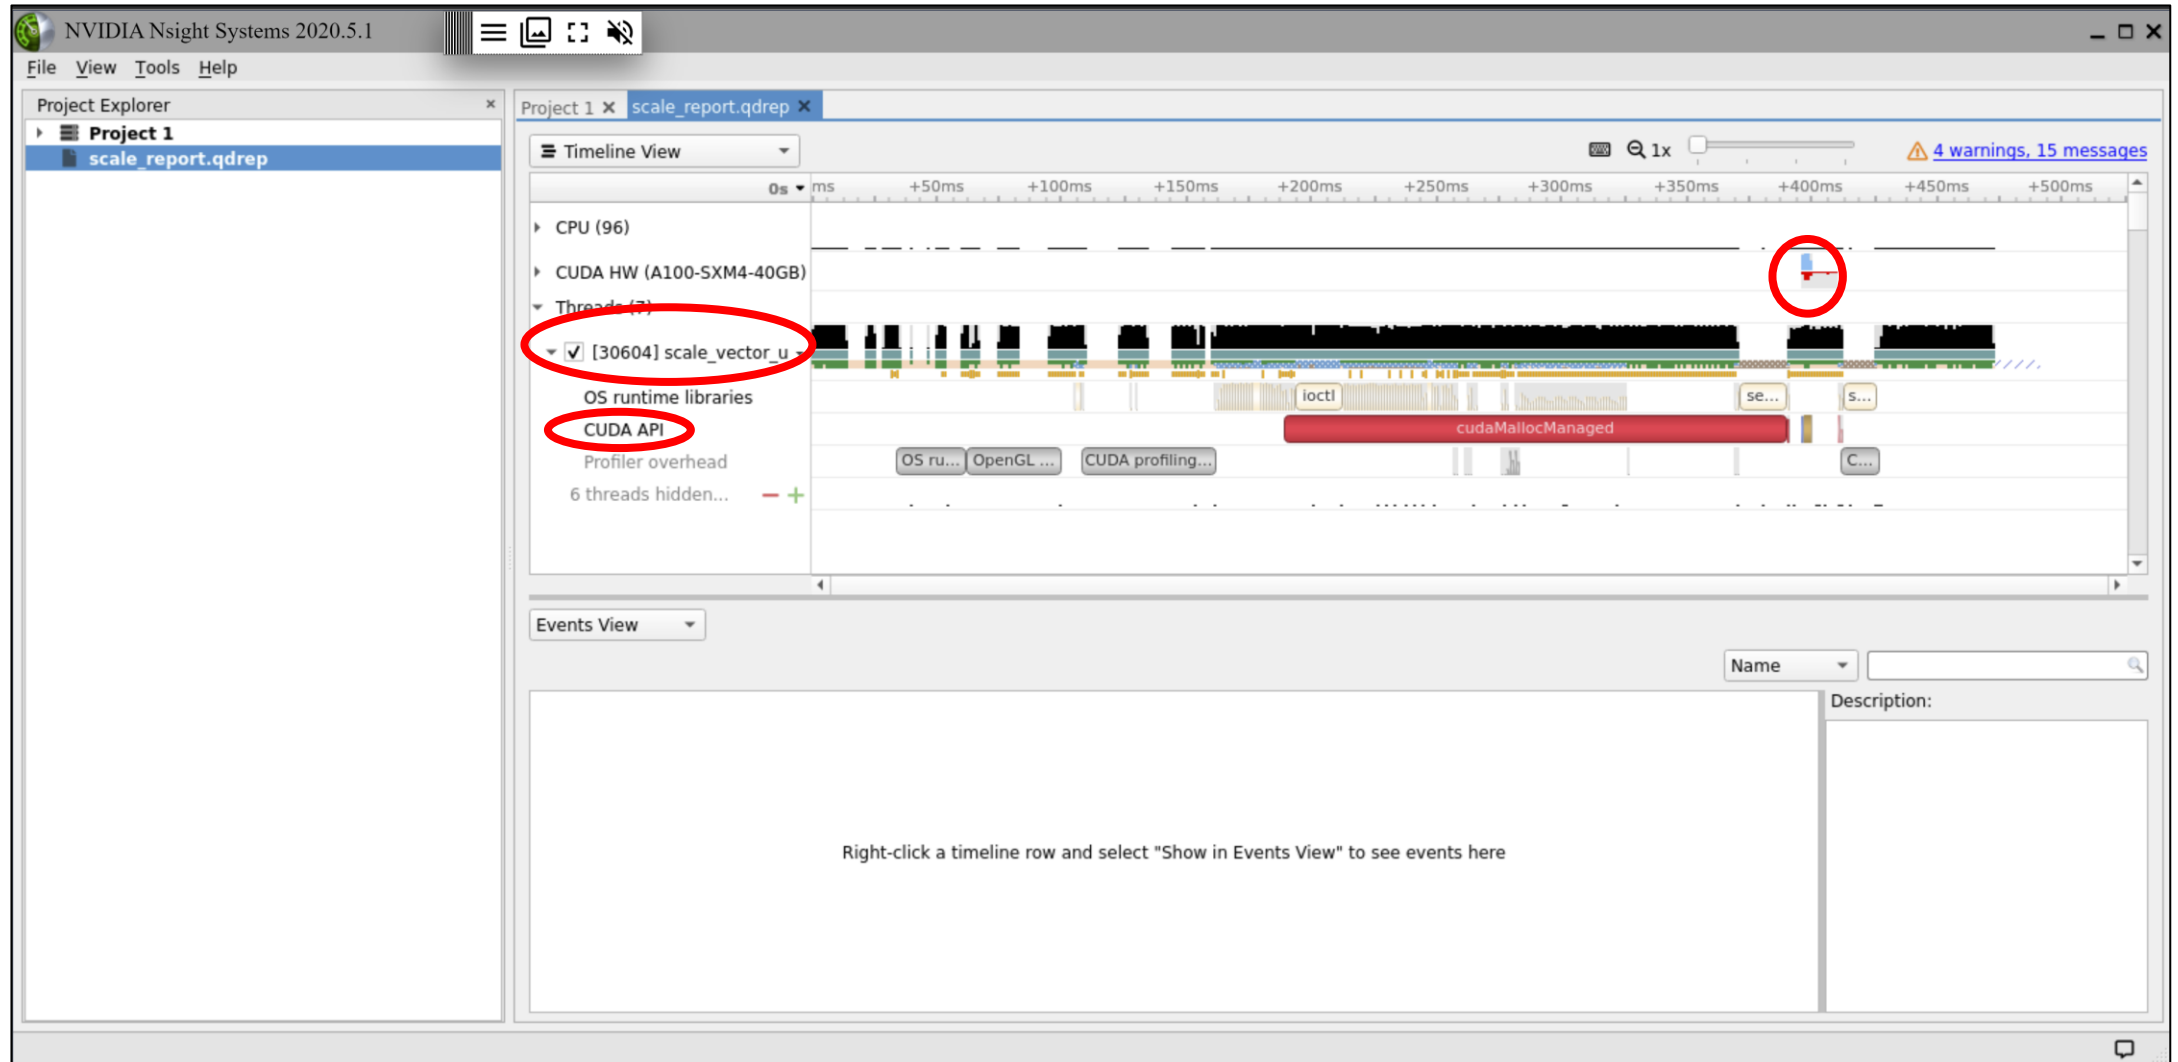 NVIDIA Nsight Systems 2020.5.1
File View Tools Help
Project Explorer
Project 1
scale_report.qdrep
Project 1 scale_report.qdrep
Timeline View
1x
4 warnings, 15 messages
0s ms +50ms +100ms +150ms +200ms +250ms +300ms +350ms +400ms +450ms +500ms
CPU (96)
CUDA HW (A100-SXM4-40GB)
Threads (7)
[30604] scale_vector_u
OS runtime libraries ioctl se... s...
CUDA API cudaMallocManaged
Profiler overhead OS ru... OpenGL ... CUDA profiling... C...
6 threads hidden...
Events View
Name
Description:
Right-click a timeline row and select "Show in Events View" to see events here